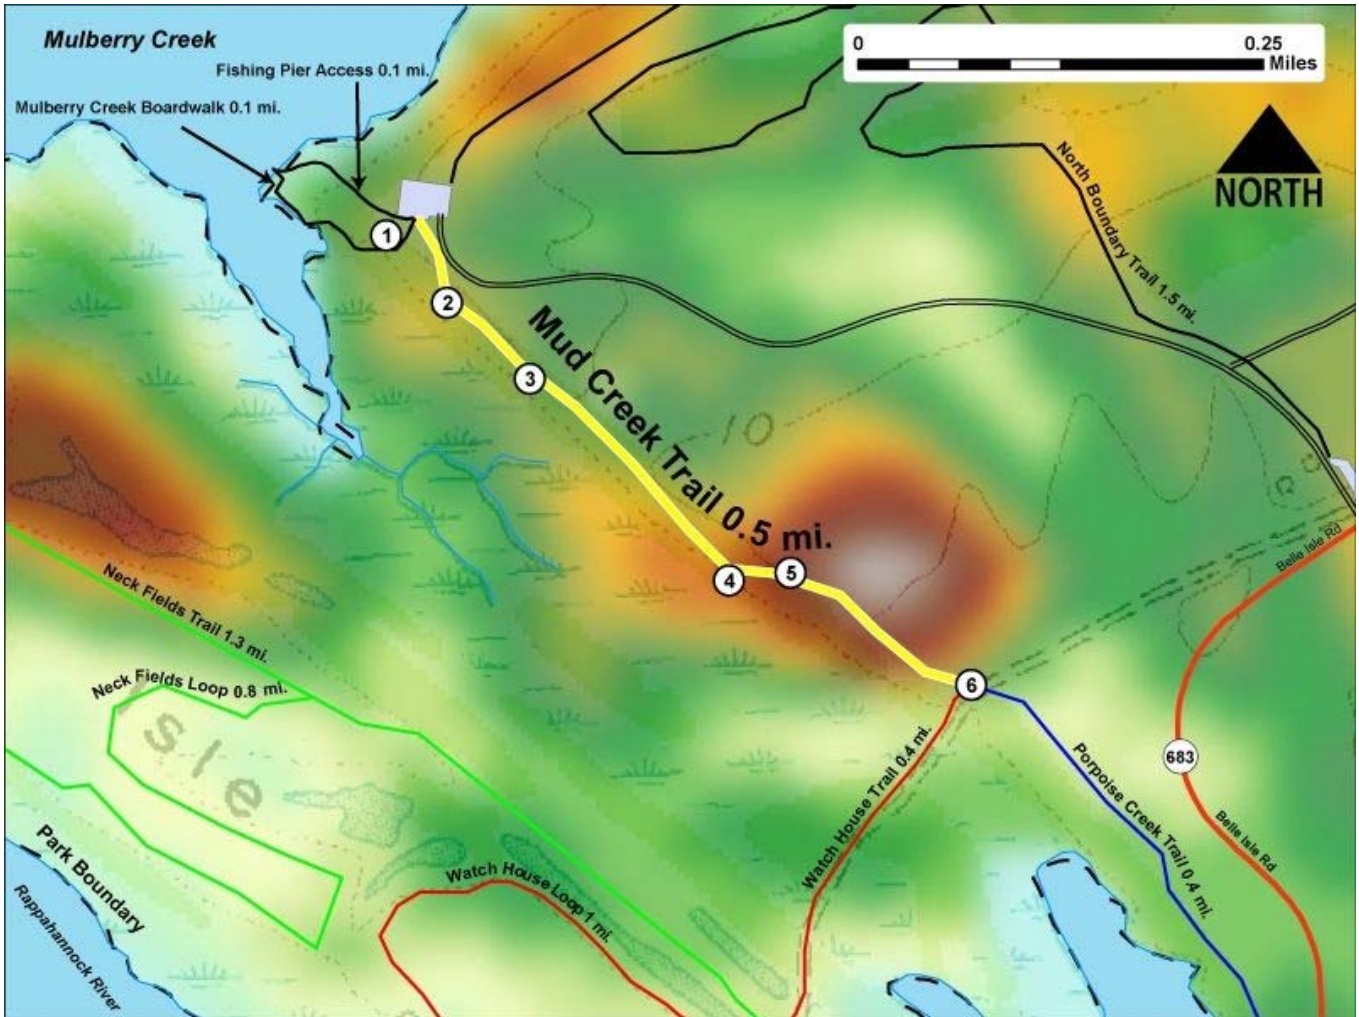 Mulberry Creek
Fishing Pier Access 0.1 mi.
Mulberry Creek Boardwalk 0.1 mi.
0 0.25
Miles
NORTH
North Boundary Trail 1.5 mi.
1
2
3
Mud Creek Trail 0.5 mi.
10
4
5
6
Belle Isle Rd
Neck Fields Trail 1.3 mi.
Neck Fields Loop 0.8 mi.
sle
683
Watch House Trail 0.4 mi.
Porpoise Creek Trail 0.4 mi.
Belle Isle Rd
Park Boundary
Watch House Loop 1 mi.
Rappahannock River